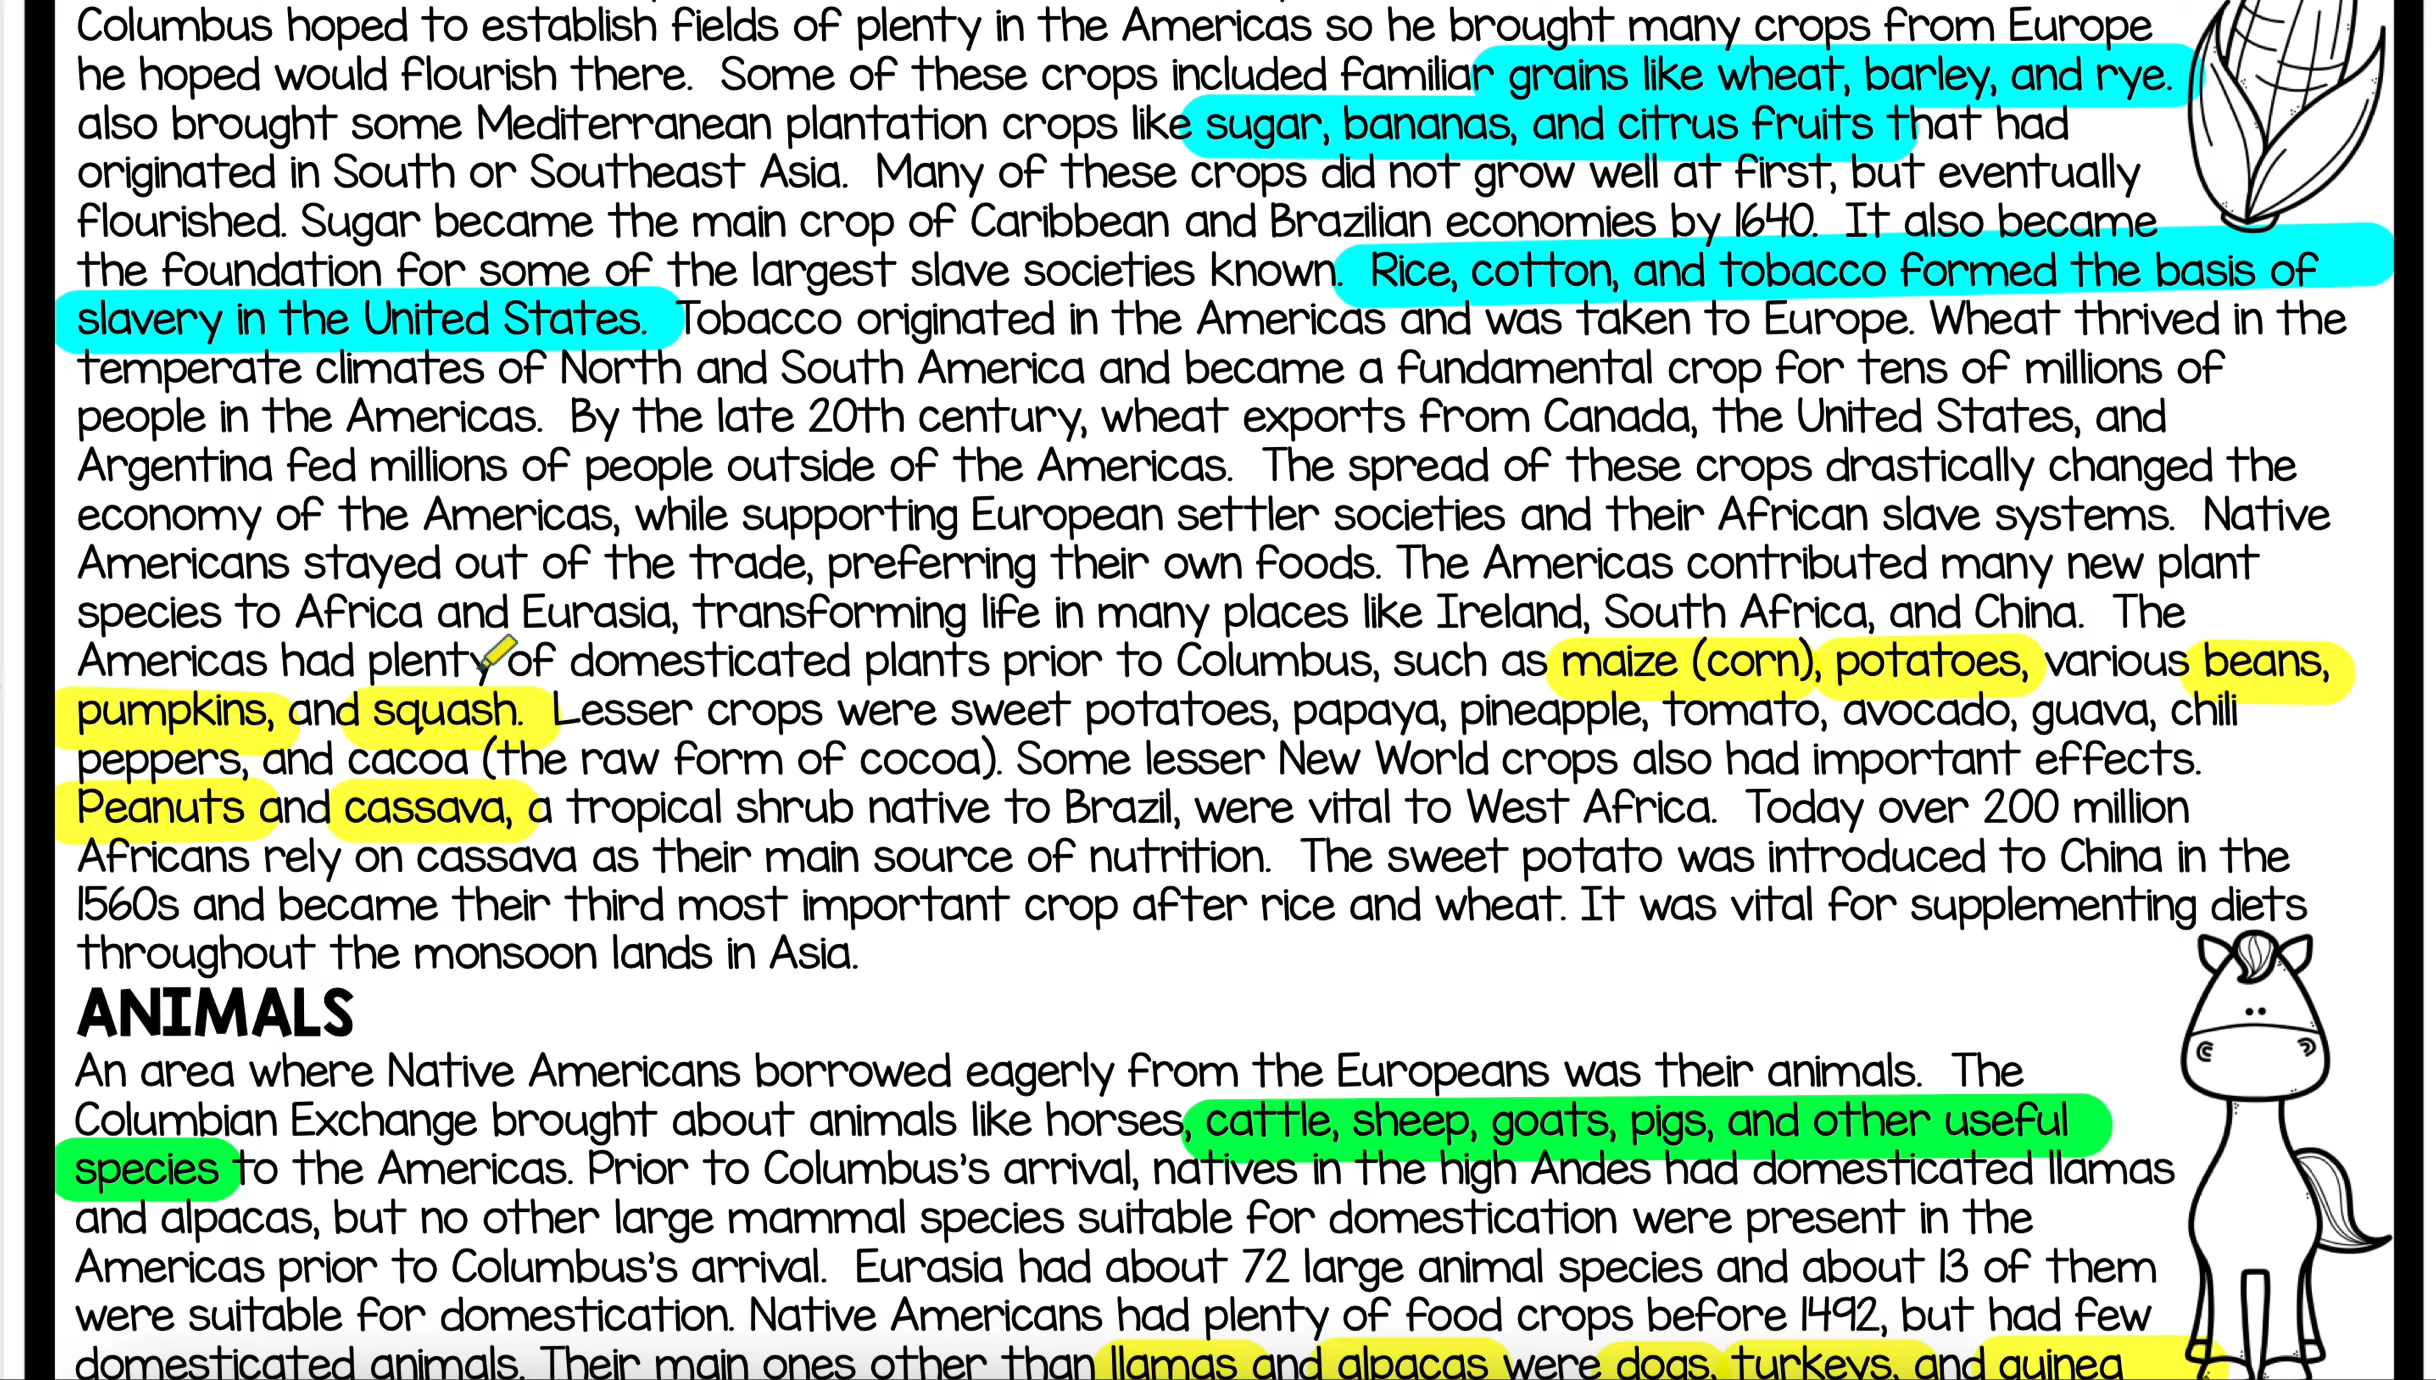 Columbus hoped to establish fields of plenty in the Americas so he brought many crops from Europe
he hoped would flourish there. Some of these crops included familiar grains like wheat, barley, and rye.
also brought some Mediterranean plantation crops like sugar, bananas, and citrus fruits that had
originated in South or Southeast Asia. Many of these crops did not grow well at first, but eventually
flourished. Sugar became the main crop of Caribbean and Brazilian economies by 1640. It also became
the foundation for some of the largest slave societies known. Rice, cotton, and tobacco formed the basis of
slavery in the United States. Tobacco originated in the Americas and was taken to Europe. Wheat thrived in the
temperate climates of North and South America and became a fundamental crop for tens of millions of
people in the Americas. By the late 20th century, wheat exports from Canada, the United States, and
Argentina fed millions of people outside of the Americas. The spread of these crops drastically changed the
economy of the Americas, while supporting European settler societies and their African slave systems. Native
Americans stayed out of the trade, preferring their own foods. The Americas contributed many new plant
species to Africa and Eurasia, transforming life in many places like Ireland, South Africa, and China. The
Americas had plenty of domesticated plants prior to Columbus, such as maize (corn), potatoes, various beans,
pumpkins, and squash. Lesser crops were sweet potatoes, papaya, pineapple, tomato, avocado, guava, chili
peppers, and cacoa (the raw form of cocoa). Some lesser New World crops also had important effects.
Peanuts and cassava, a tropical shrub native to Brazil, were vital to West Africa. Today over 200 million
Africans rely on cassava as their main source of nutrition. The sweet potato was introduced to China in the
1560s and became their third most important crop after rice and wheat. It was vital for supplementing diets
throughout the monsoon lands in Asia.
ANIMALS
An area where Native Americans borrowed eagerly from the Europeans was their animals. The
Columbian Exchange brought about animals like horses, cattle, sheep, goats, pigs, and other useful
species to the Americas. Prior to Columbus's arrival, natives in the high Andes had domesticated llamas
and alpacas, but no other large mammal species suitable for domestication were present in the
Americas prior to Columbus's arrival. Eurasia had about 72 large animal species and about 13 of them
were suitable for domestication. Native Americans had plenty of food crops before 1492, but had few
domesticated animals. Their main ones other than llamas and alpacas were dogs, turkeys, and guinea